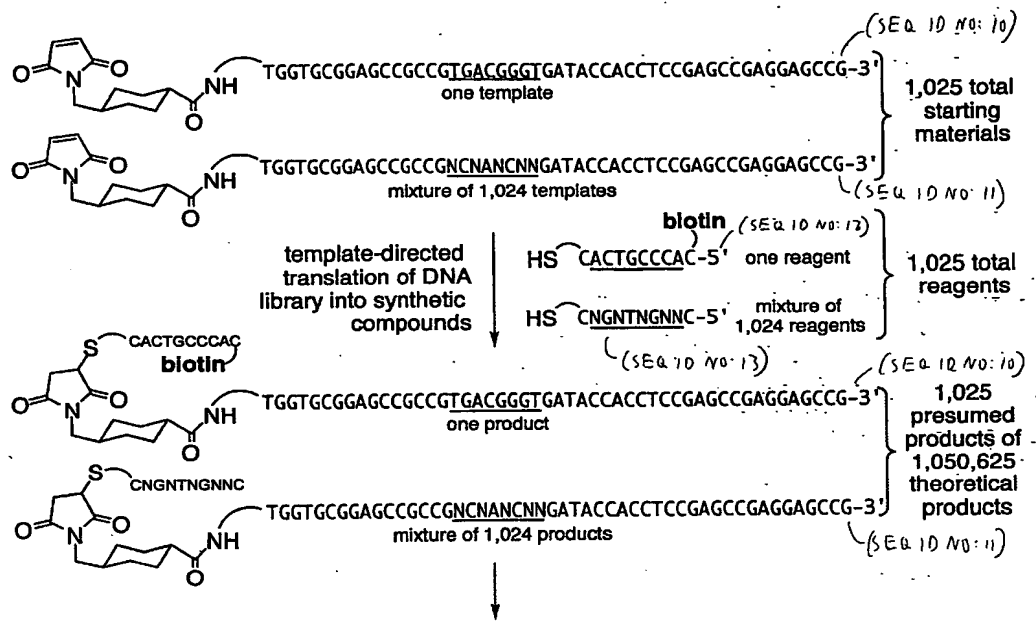 (SEQ ID NO: 10)
O
N
O
NH
O
TGGTGCGGAGCCGCCGTGACGGGTGATACCACCTCCGAGCCGAGGAGCCG-3'
one template
1,025 total
starting
materials
O
N
O
NH
O
TGGTGCGGAGCCGCCGNCNANCNNGATACCACCTCCGAGCCGAGGAGCCG-3'
mixture of 1,024 templates
(SEQ ID NO: 11)
template-directed
translation of DNA
library into synthetic
compounds
biotin
(SEQ ID NO: 12)
HS
CACTGCCCAC-5' one reagent
HS
CNGNTNGNNC-5' mixture of
1,024 reagents
(SEQ ID NO: 13)
1,025 total
reagents
S
CACTGCCCAC
biotin
O
N
O
NH
O
TGGTGCGGAGCCGCCGTGACGGGTGATACCACCTCCGAGCCGAGGAGCCG-3'
one product
(SEQ ID NO: 10)
1,025
presumed
products of
1,050,625
theoretical
products
S
CNGNTNGNNC
O
N
O
NH
O
TGGTGCGGAGCCGCCGNCNANCNNGATACCACCTCCGAGCCGAGGAGCCG-3'
mixture of 1,024 products
(SEQ ID NO: 11)